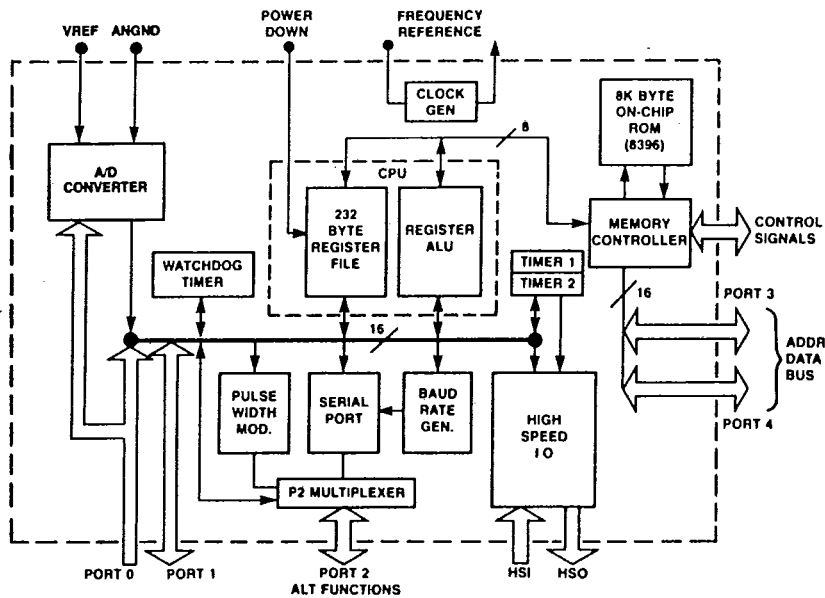 POWER
DOWN
FREQUENCY
REFERENCE
VREF ANGND
CLOCK
GEN
8K BYTE
ON-CHIP
ROM
(8396)
8
A/D
CONVERTER
CPU
232
BYTE
REGISTER
FILE
REGISTER
ALU
MEMORY
CONTROLLER
CONTROL
SIGNALS
WATCHDOG
TIMER
TIMER 1
TIMER 2
16
PORT 3
16
ADDR
DATA
BUS
PULSE
WIDTH
MOD.
SERIAL
PORT
BAUD
RATE
GEN.
HIGH
SPEED
I O
PORT 4
P2 MULTIPLEXER
PORT 0
PORT 1
PORT 2
ALT FUNCTIONS
HSI
HSO